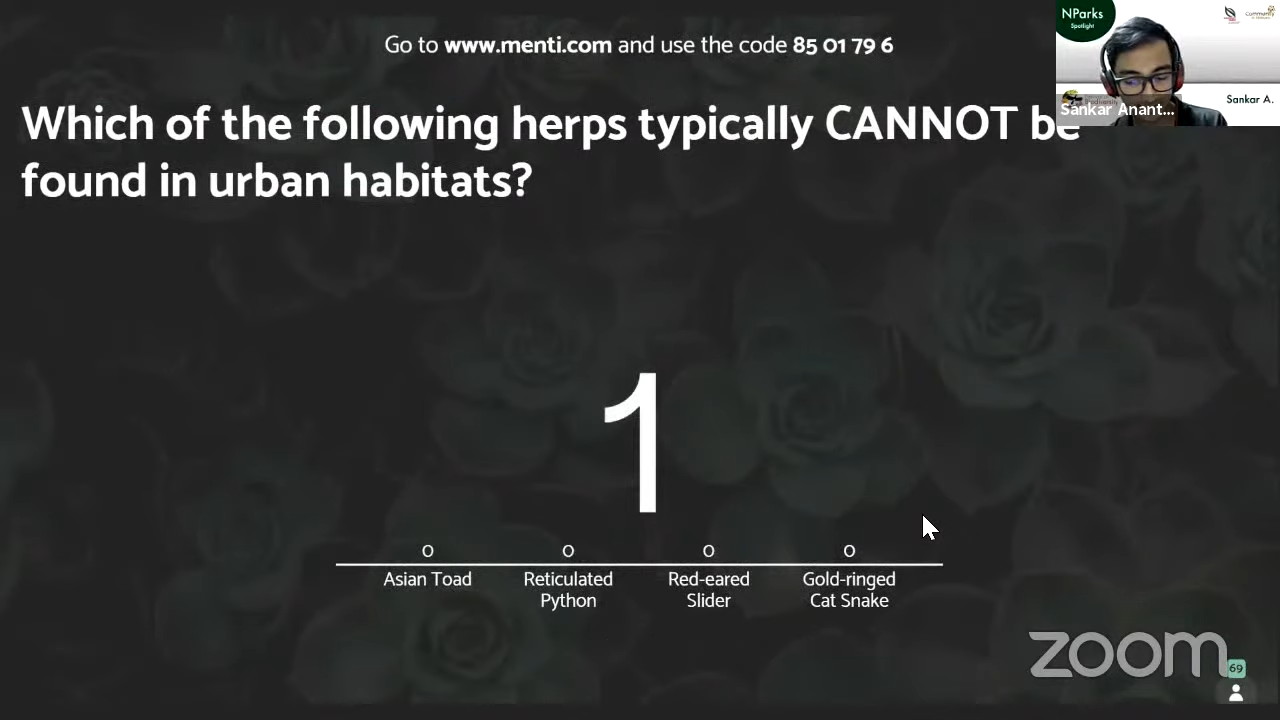 Go to www.menti.com and use the code 85 01 79 6
NParks
Spotlight
Community
Sankar Anant...
Sankar A.
Which of the following herps typically CANNOT be
found in urban habitats?
1
0 0 0 0
Asian Toad Reticulated Red-eared Gold-ringed
Python Slider Cat Snake
zoom
69